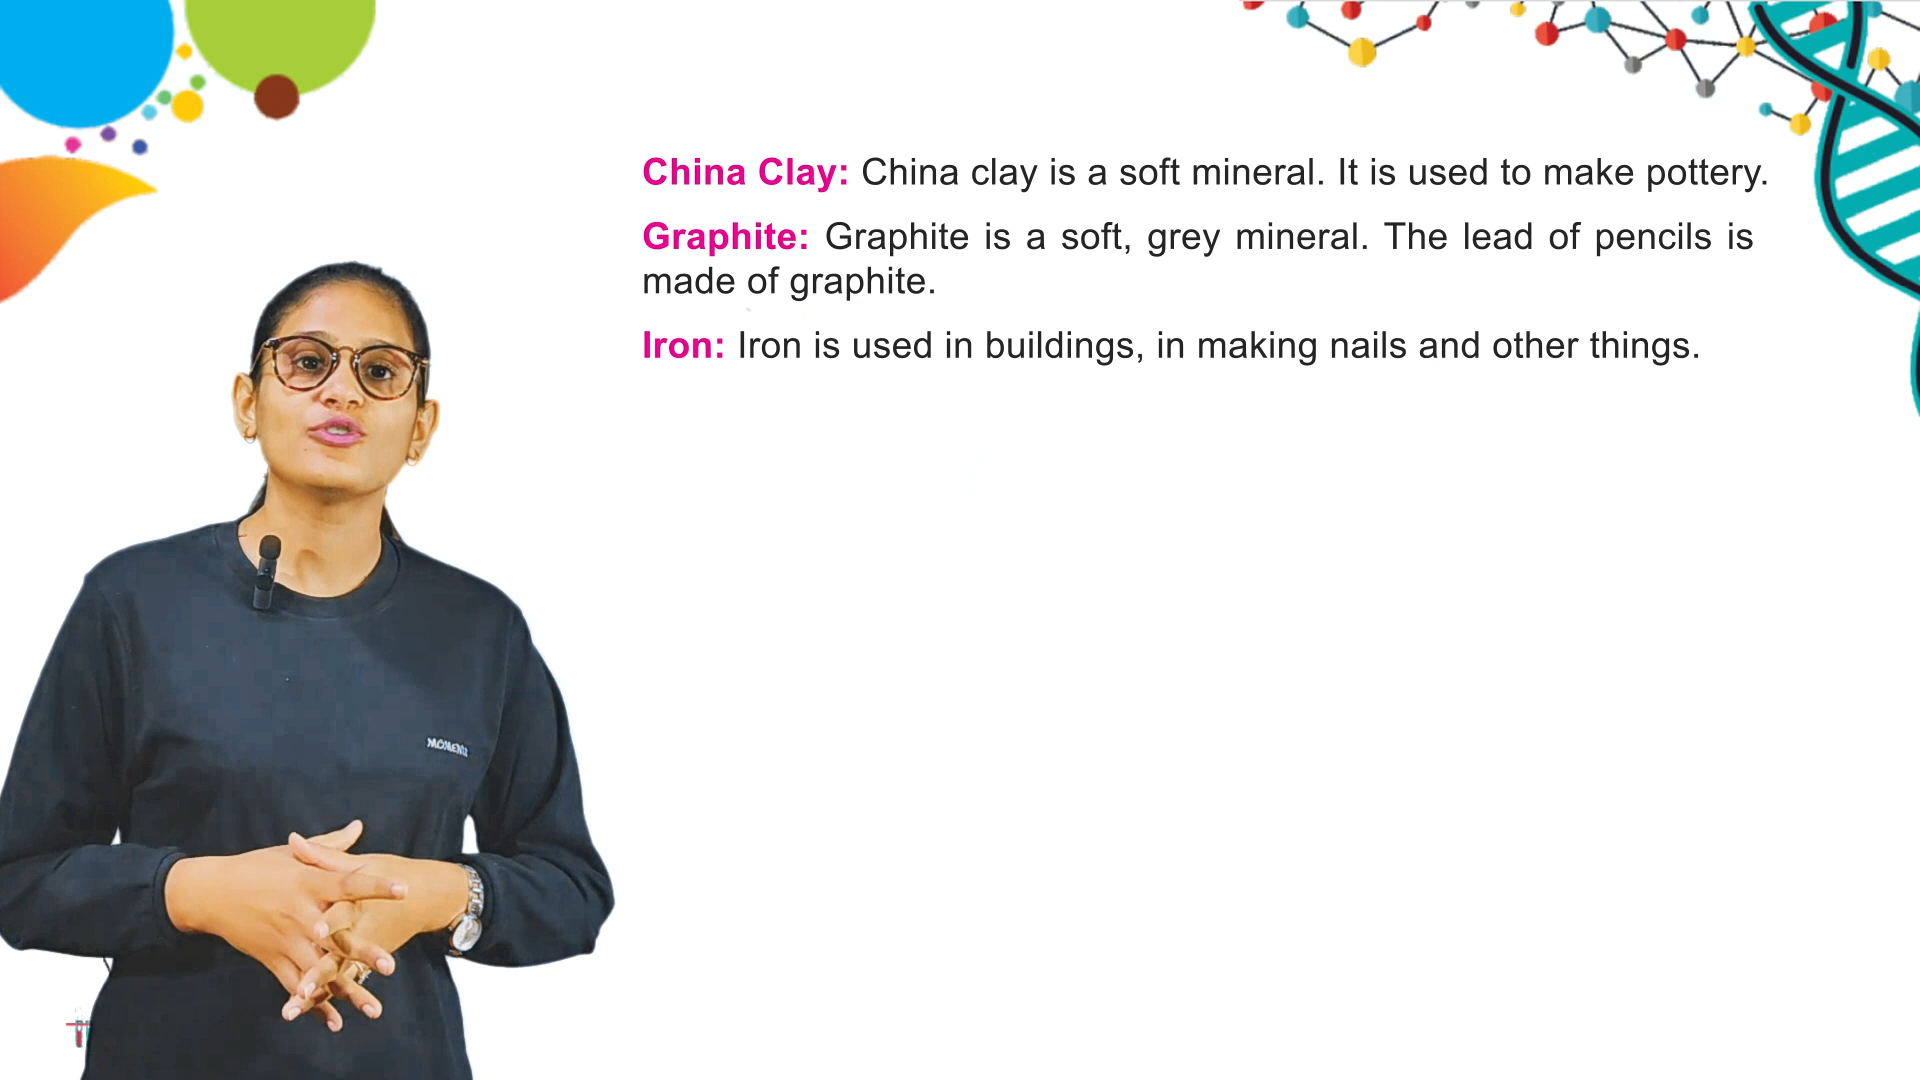 China Clay: China clay is a soft mineral. It is used to make pottery.
Graphite: Graphite is a soft, grey mineral. The lead of pencils is
made of graphite.
Iron: Iron is used in buildings, in making nails and other things.